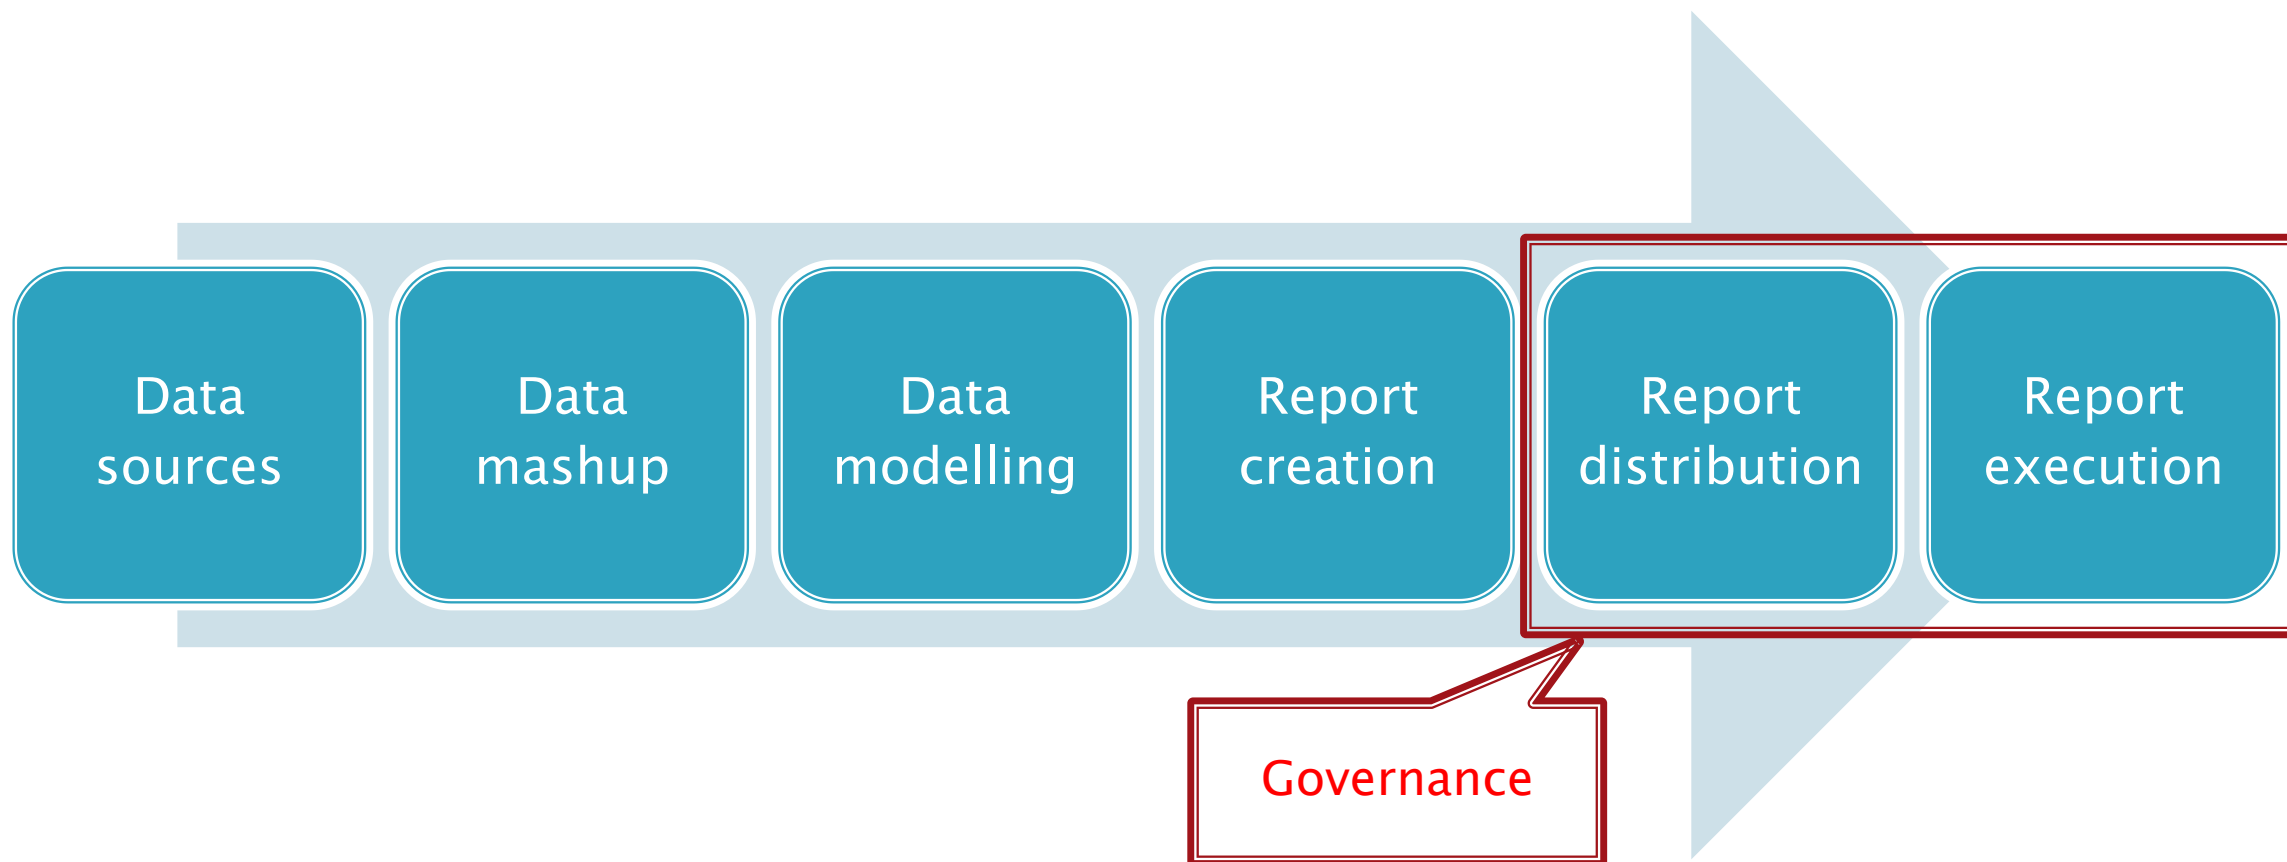 Data
sources
Data
mashup
Data
modelling
Report
creation
Report
distribution
Report
execution
Governance